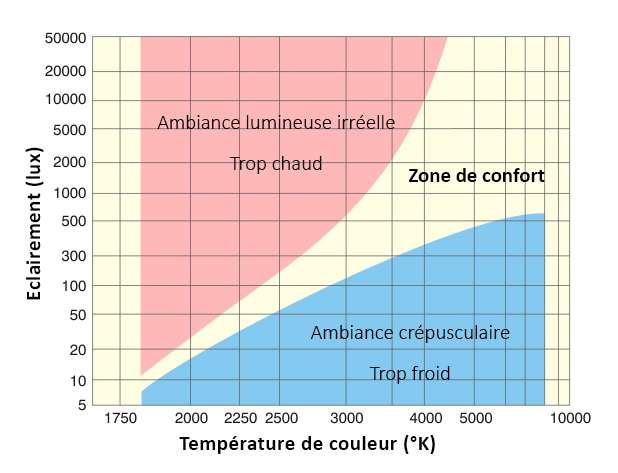 50000
20000
10000
5000
2000
1000
500
300
100
50
20
10
5
Eclairement (lux)
Ambiance lumineuse irréelle
Trop chaud
Zone de confort
Ambiance crépusculaire
Trop froid
1750 2000 2250 2500 3000 4000 5000 10000
Température de couleur (°K)